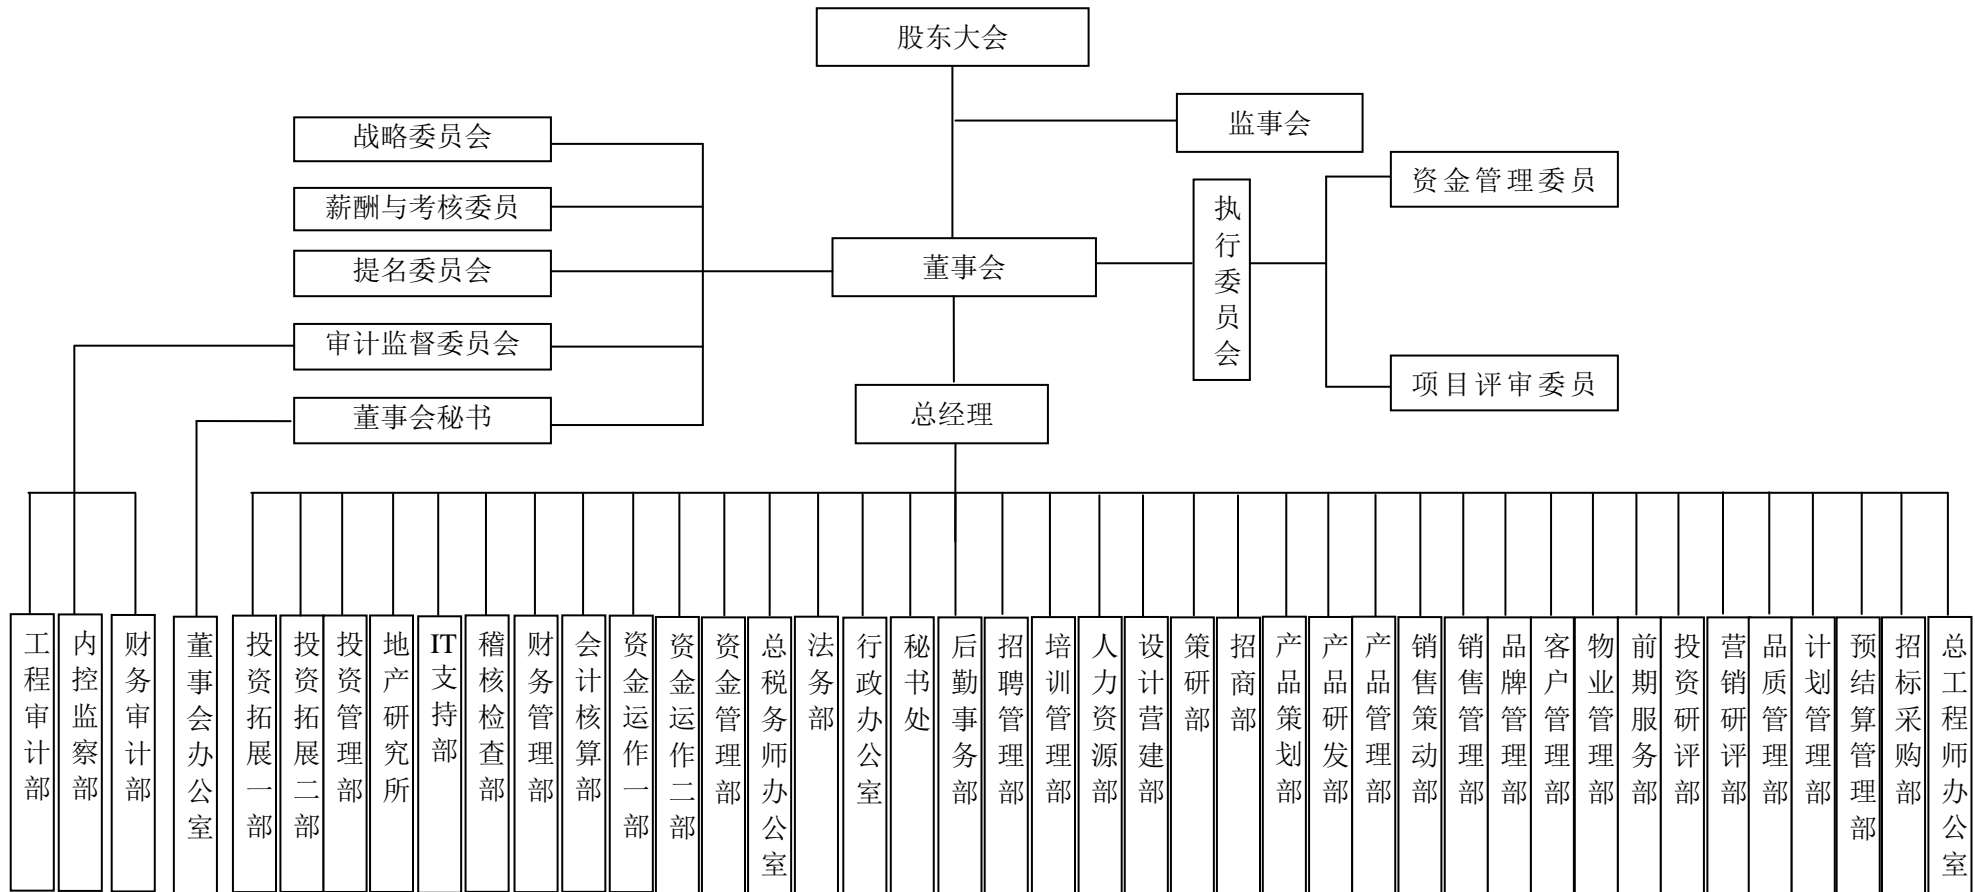 股东大会
监事会
战略委员会
资金管理委员
薪酬与考核委员
执行委员会
提名委员会
董事会
审计监督委员会
项目评审委员
董事会秘书
总经理
工程审计部
内控监察部
财务审计部
董事会办公室
投资拓展一部
投资拓展二部
投资管理部
地产研究所
IT支持部
稽核检查部
财务管理部
会计核算部
资金运作一部
资金运作二部
资金管理部
总税务师办公室
法务部
行政办公室
秘书处
后勤事务部
招聘管理部
培训管理部
人力资源部
设计营建部
策研部
招商部
产品策划部
产品研发部
产品管理部
销售策动部
销售管理部
品牌管理部
客户管理部
物业管理部
前期服务部
投资研评部
营销研评部
品质管理部
计划管理部
预结算管理部
招标采购部
总工程师办公室